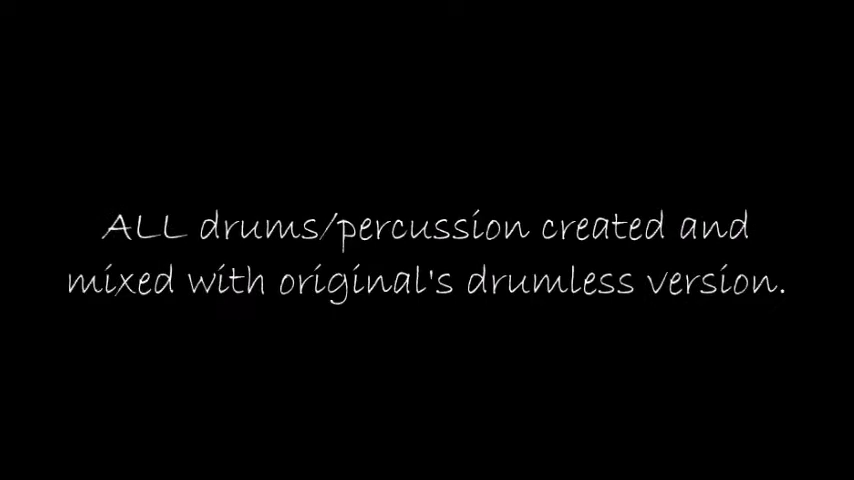 ALL drums/percussion created and
mixed with original's drumless version.